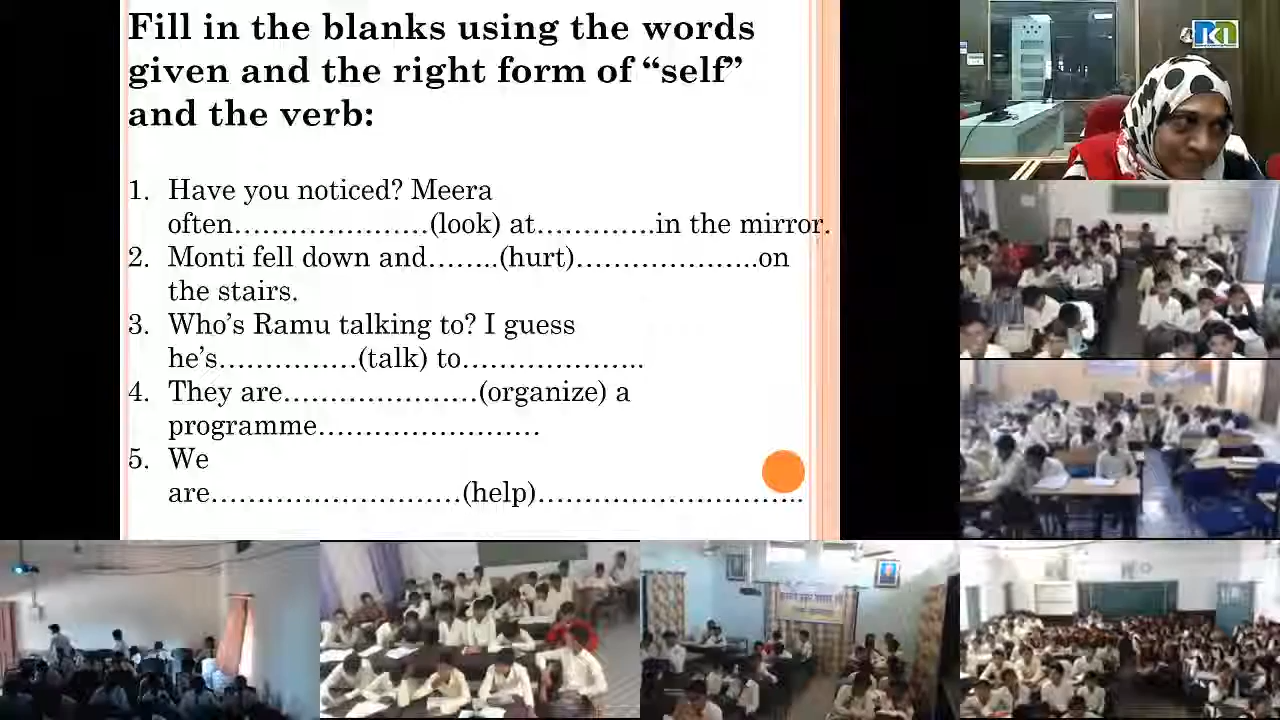 Fill in the blanks using the words
given and the right form of “self”
and the verb:
1. Have you noticed? Meera
often…………………(look) at………….in the mirror.
2. Monti fell down and……..(hurt)………………..on
the stairs.
3. Who’s Ramu talking to? I guess
he’s……………(talk) to………………..
4. They are…………………(organize) a
programme……………………
5. We
are………………………(help)………………………..